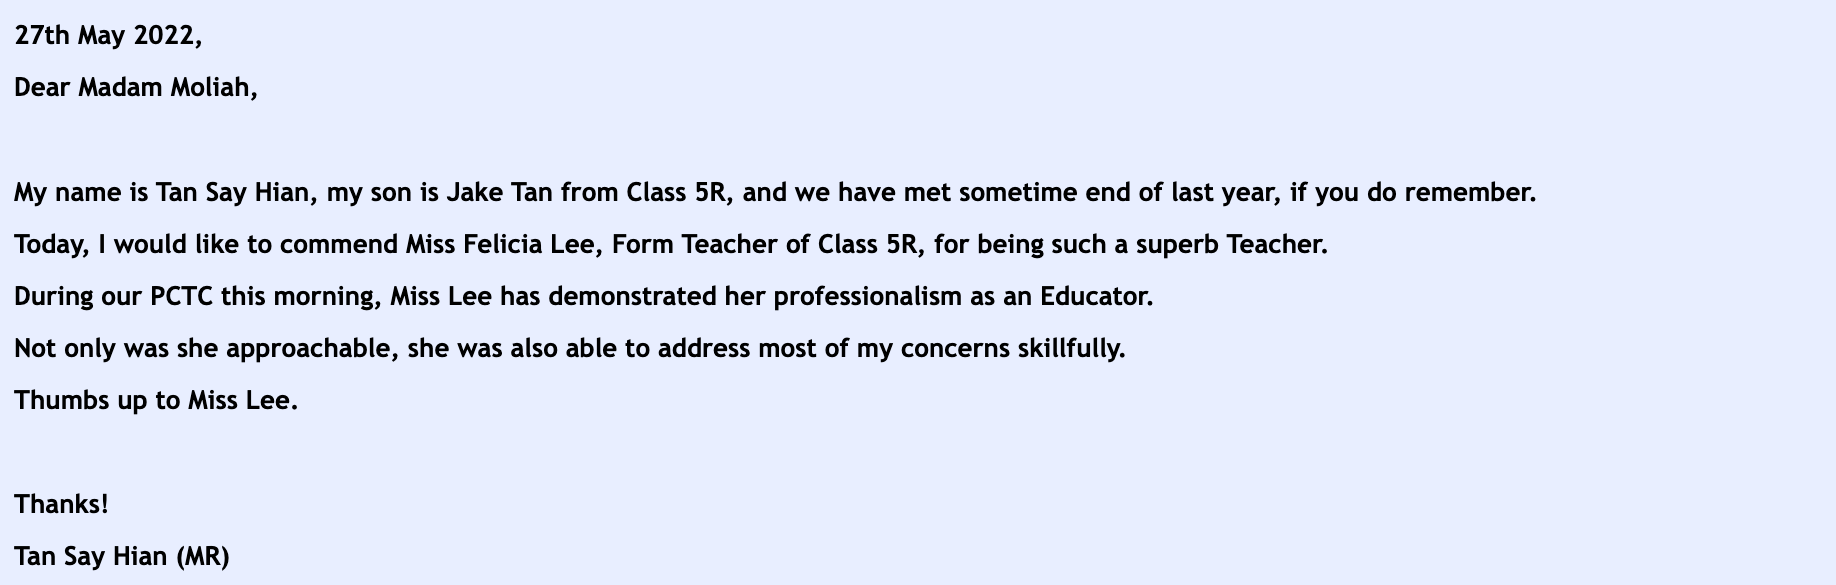 27th May 2022,
Dear Madam Moliah,
My name is Tan Say Hian, my son is Jake Tan from Class 5R, and we have met sometime end of last year, if you do remember.
Today, I would like to commend Miss Felicia Lee, Form Teacher of Class 5R, for being such a superb Teacher.
During our PCTC this morning, Miss Lee has demonstrated her professionalism as an Educator.
Not only was she approachable, she was also able to address most of my concerns skillfully.
Thumbs up to Miss Lee.
Thanks!
Tan Say Hian (MR)